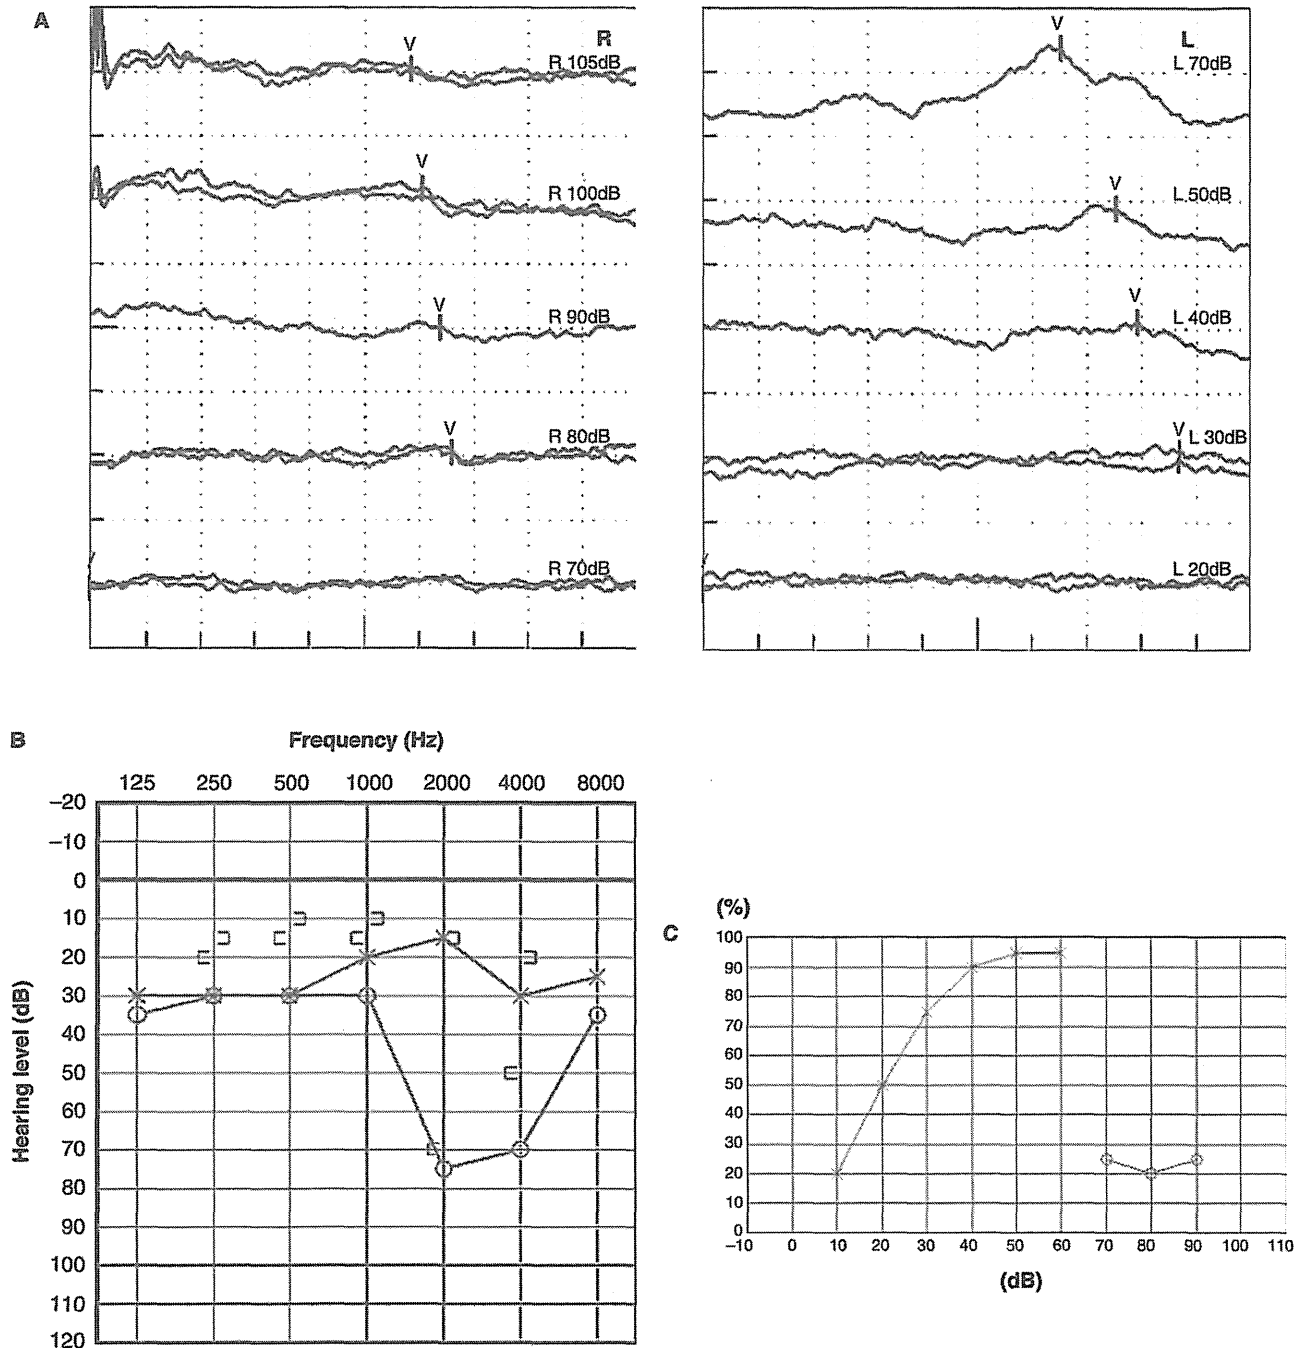 A
R
V
R 105dB
V
R 100dB
V
R 90dB
V
R 80dB
R 70dB
L
V
L 70dB
V
L 50dB
V
L 40dB
V
L 30dB
L 20dB
B
Frequency (Hz)
125 250 500 1000 2000 4000 8000
−20
−10
0
10
20
30
40
50
60
70
80
90
100
110
120
Hearing level (dB)
C
(%)
100
90
80
70
60
50
40
30
20
10
0
−10 0 10 20 30 40 50 60 70 80 90 100 110
(dB)